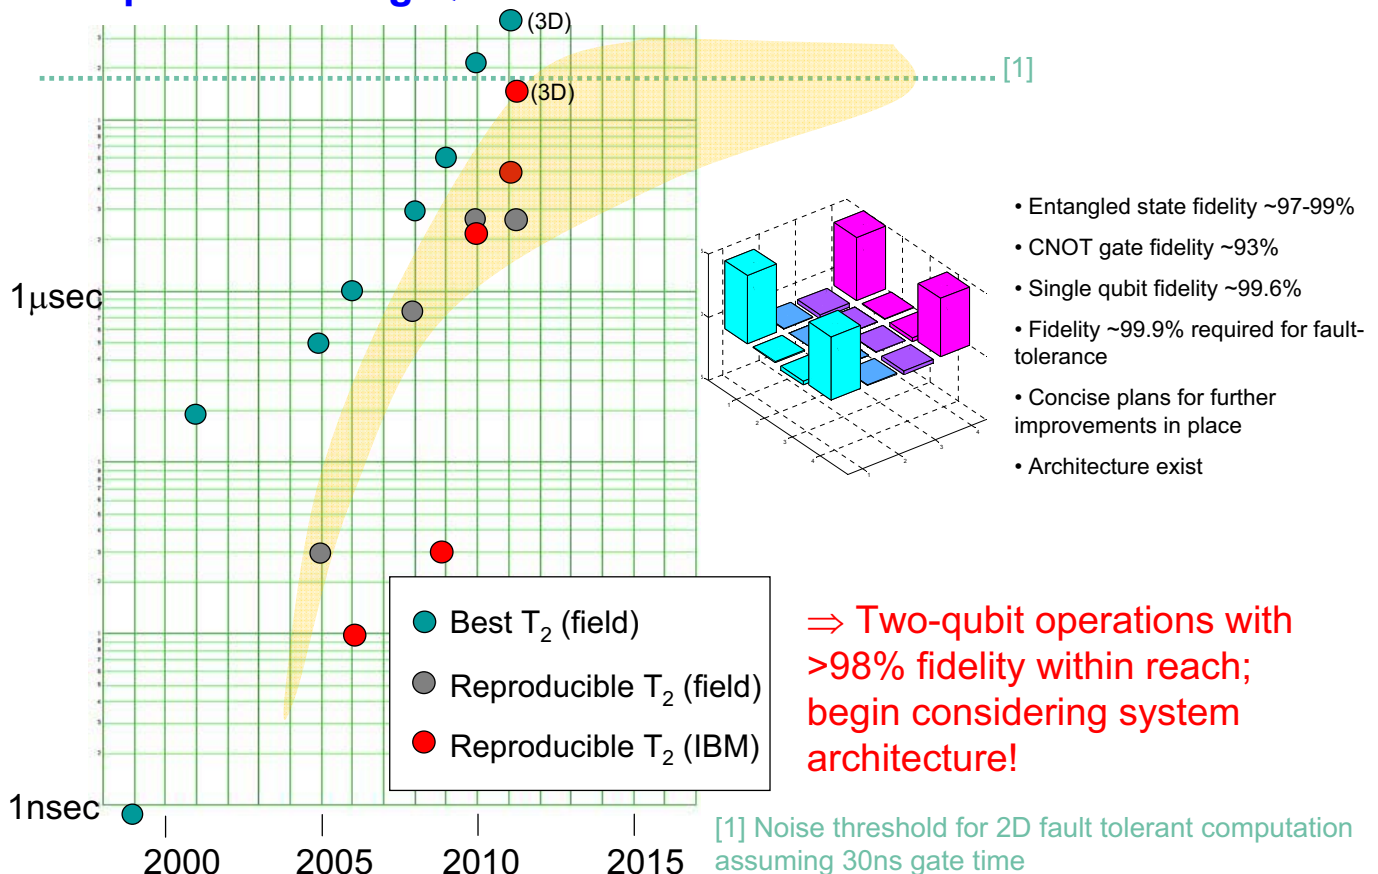 (3D)
[1]
(3D)
• Entangled state fidelity ~97-99%
• CNOT gate fidelity ~93%
• Single qubit fidelity ~99.6%
• Fidelity ~99.9% required for fault-
tolerance
• Concise plans for further
improvements in place
• Architecture exist
1μsec
Best T2 (field)
Reproducible T2 (field)
Reproducible T2 (IBM)
⇒ Two-qubit operations with
>98% fidelity within reach;
begin considering system
architecture!
1nsec
2000 2005 2010 2015
[1] Noise threshold for 2D fault tolerant computation
assuming 30ns gate time